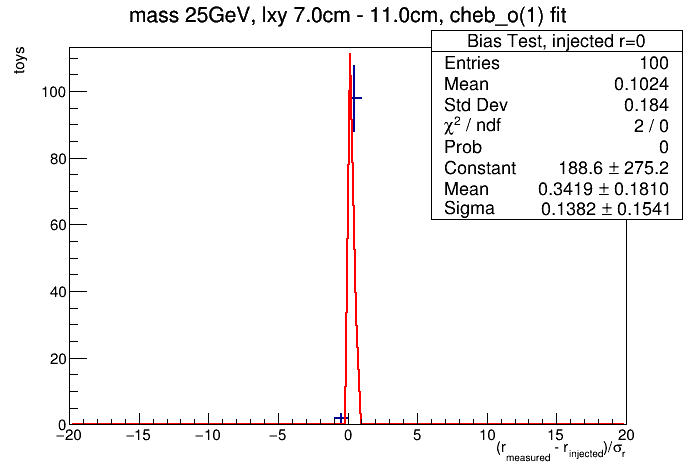 mass 25GeV, lxy 7.0cm - 11.0cm, cheb_o(1) fit
Bias Test, injected r=0
Entries 100
Mean 0.1024
Std Dev 0.184
χ² / ndf 2 / 0
Prob 0
Constant 188.6 ± 275.2
Mean 0.3419 ± 0.1810
Sigma 0.1382 ± 0.1541
toys
100
80
60
40
20
0
−20 −15 −10 −5 0 5 10 15 20
(r_measured - r_injected)/σ_r